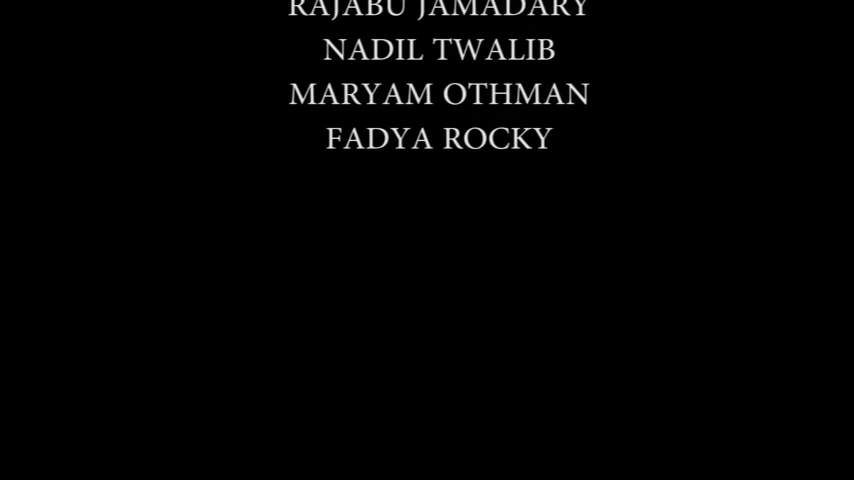 RAJABU JAMADARY
NADIL TWALIB
MARYAM OTHMAN
FADYA ROCKY